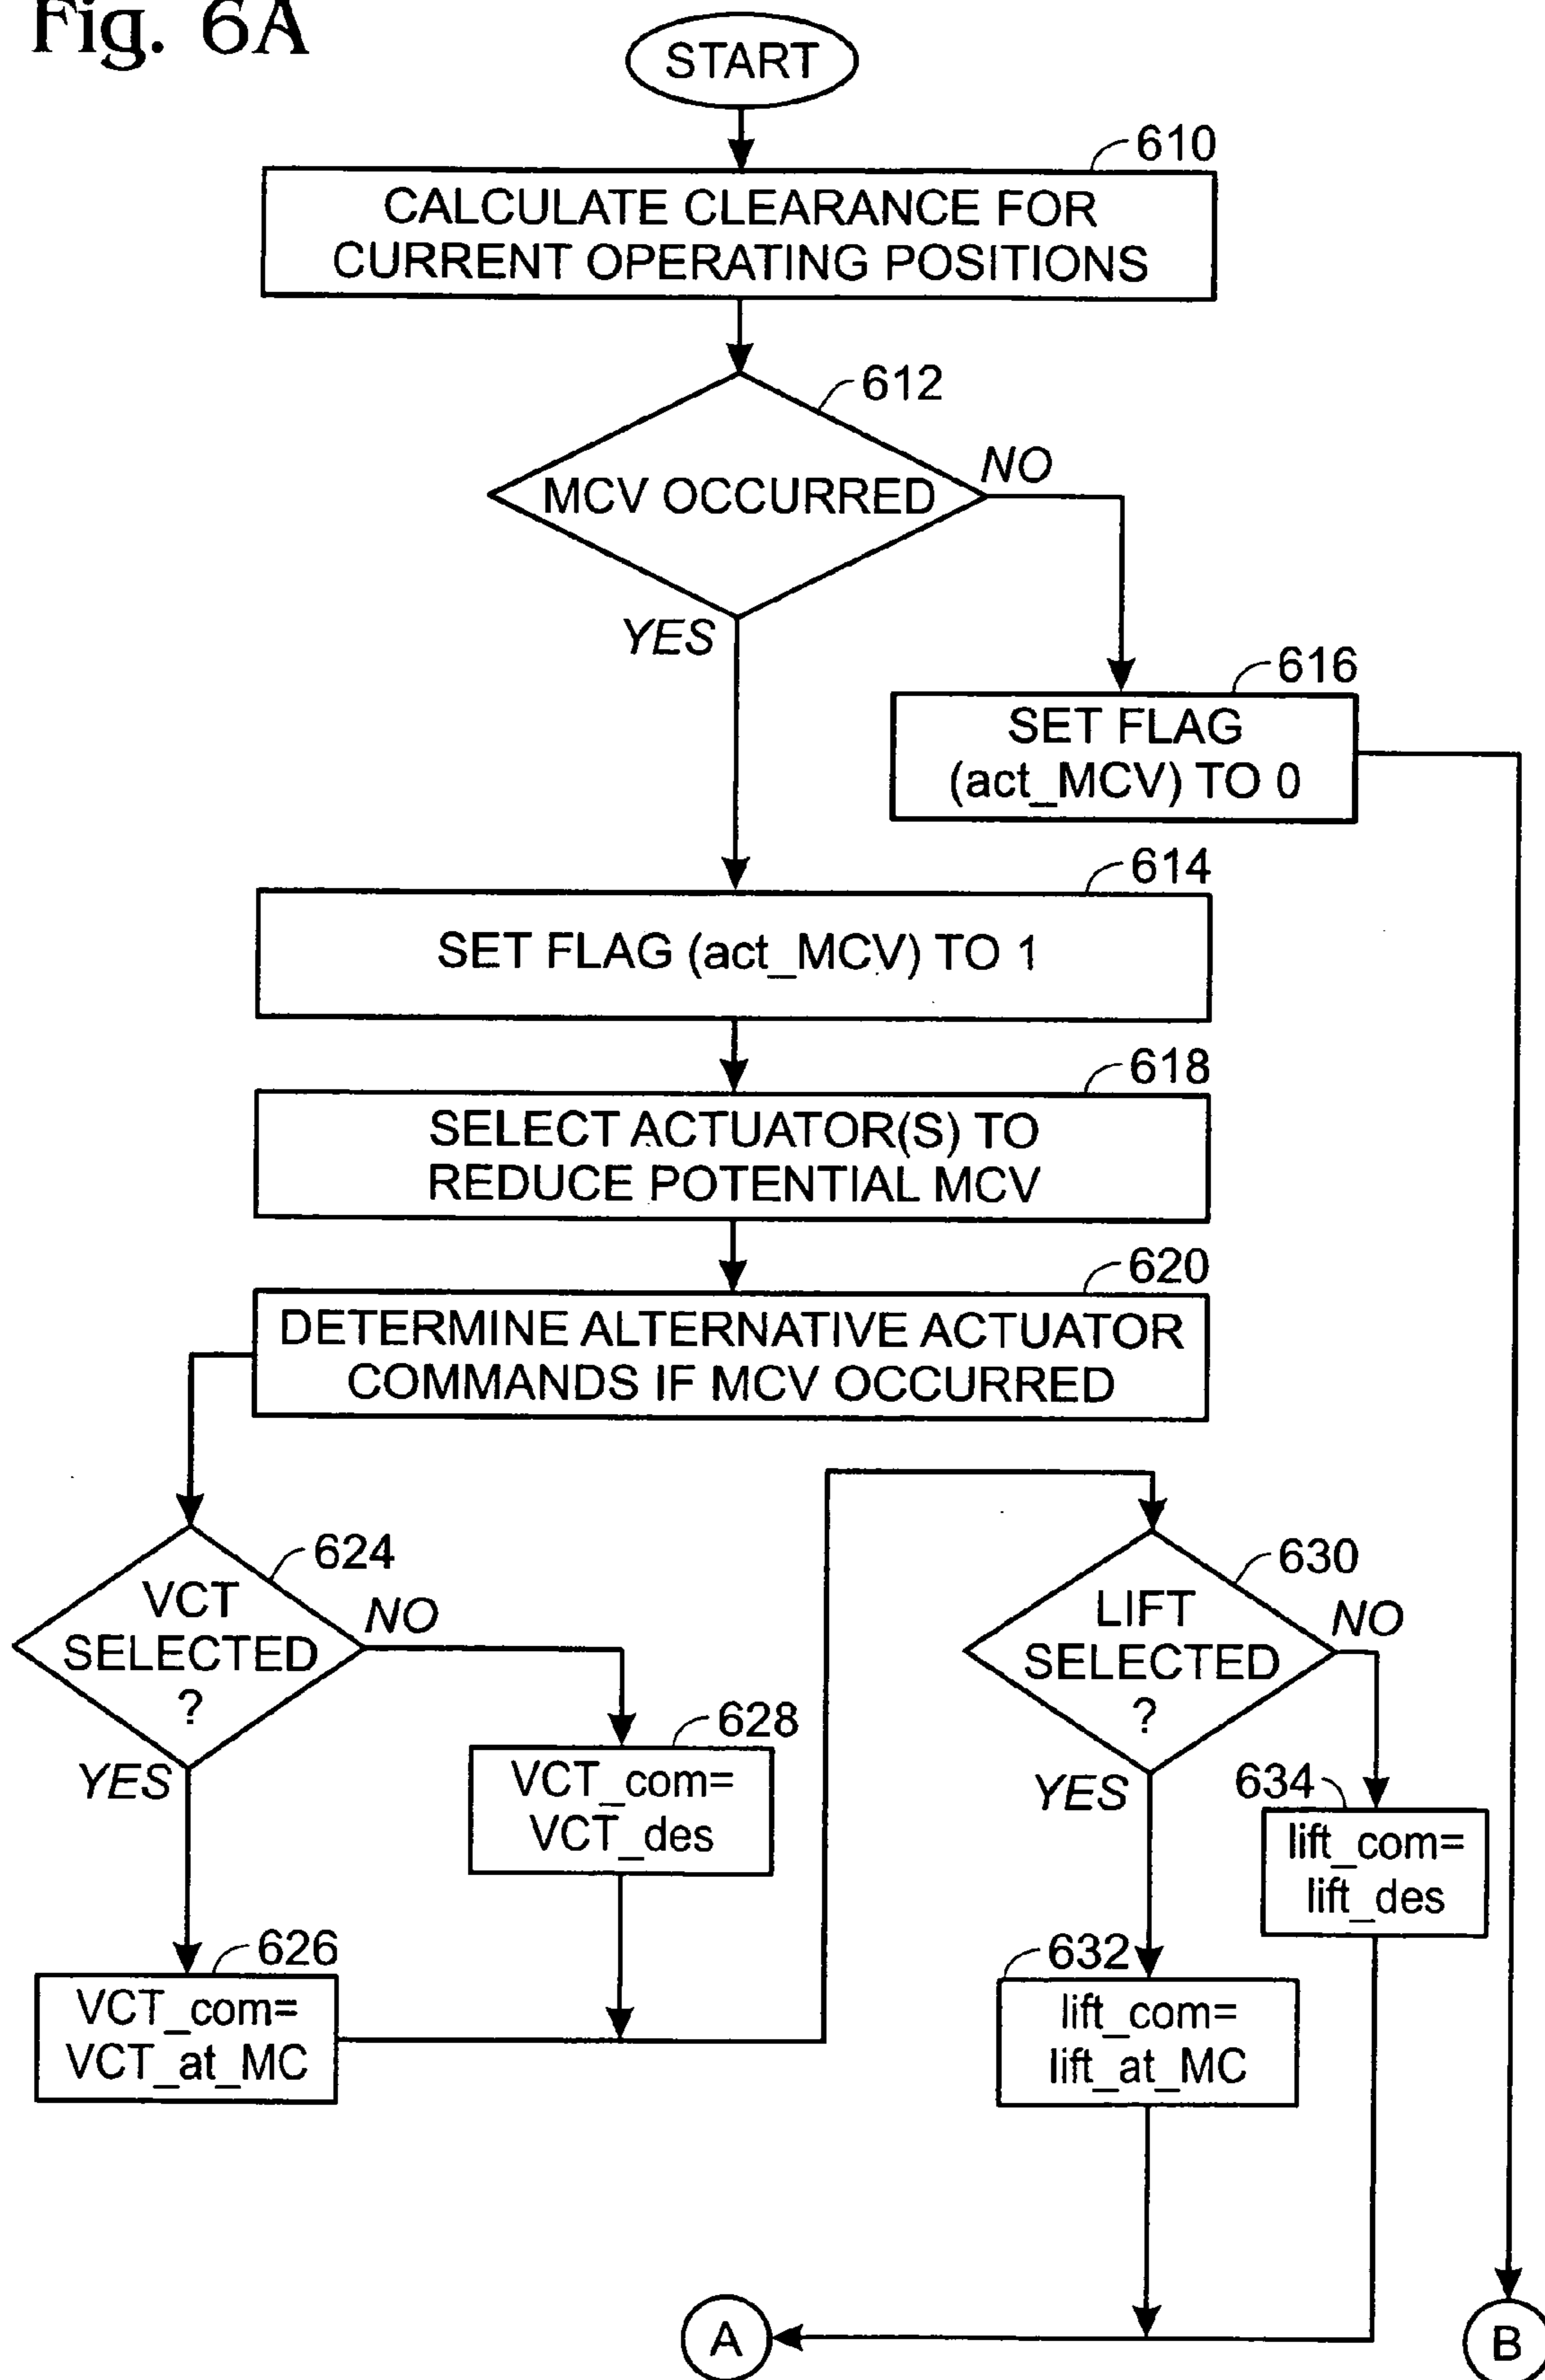 Fig. 6A
START
610
CALCULATE CLEARANCE FOR
CURRENT OPERATING POSITIONS
612
MCV OCCURRED
NO
YES
616
SET FLAG
(act_MCV) TO 0
614
SET FLAG (act_MCV) TO 1
618
SELECT ACTUATOR(S) TO
REDUCE POTENTIAL MCV
620
DETERMINE ALTERNATIVE ACTUATOR
COMMANDS IF MCV OCCURRED
624
VCT
SELECTED
?
NO
YES
628
VCT_com=
VCT_des
626
VCT_com=
VCT_at_MC
630
LIFT
SELECTED
?
NO
YES
634
lift_com=
lift_des
632
lift_com=
lift_at_MC
A
B